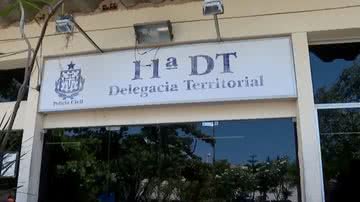 11ª DT
Delegacia Territorial
Polícia Civil